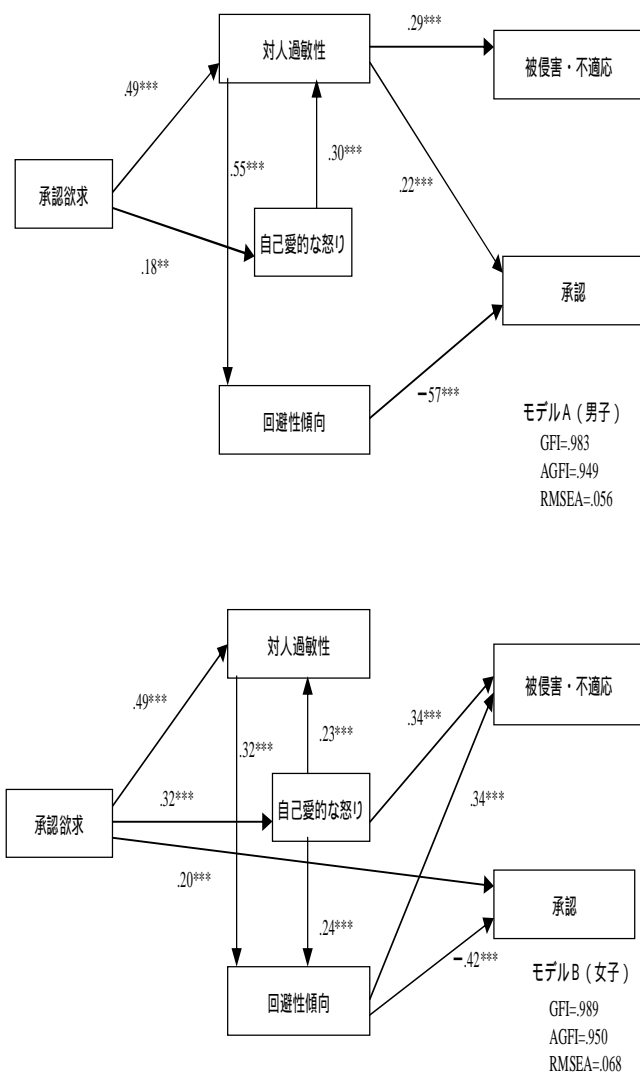 対人過敏性
.29***
被侵害・不適応
.49***
.55***
.30***
.22***
承認欲求
自己愛的な怒り
.18**
承認
回避性傾向
−57***
モデルA（男子）
GFI=.983
AGFI=.949
RMSEA=.056
対人過敏性
被侵害・不適応
.49***
.32***
.23***
.34***
.32***
自己愛的な怒り
.34***
承認欲求
.20***
承認
.24***
−.42***
回避性傾向
モデルB（女子）
GFI=.989
AGFI=.950
RMSEA=.068